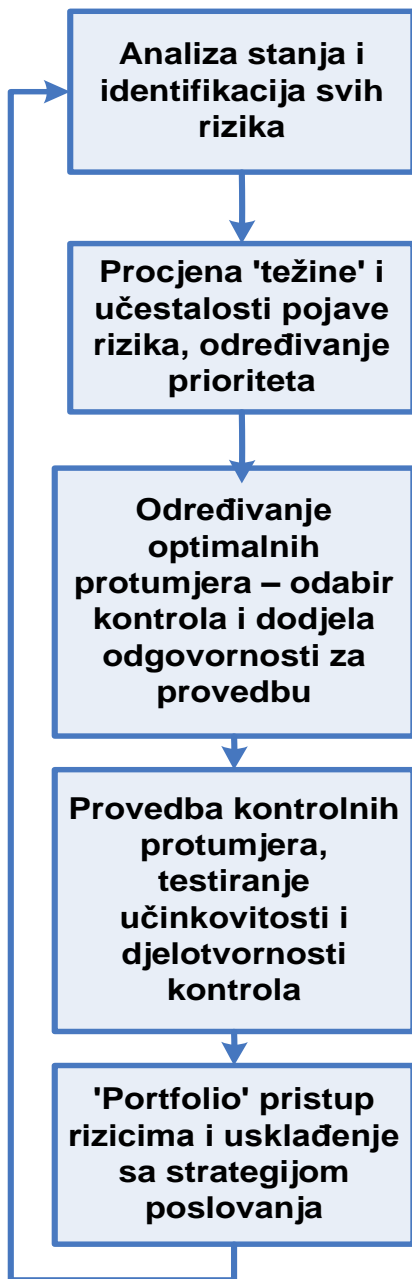 Analiza stanja i
identifikacija svih
rizika
Procjena 'težine' i
učestalosti pojave
rizika, određivanje
prioriteta
Određivanje
optimalnih
protumjera – odabir
kontrola i dodjela
odgovornosti za
provedbu
Provedba kontrolnih
protumjera,
testiranje
učinkovitosti i
djelotvornosti
kontrola
'Portfolio' pristup
rizicima i usklađenje
sa strategijom
poslovanja